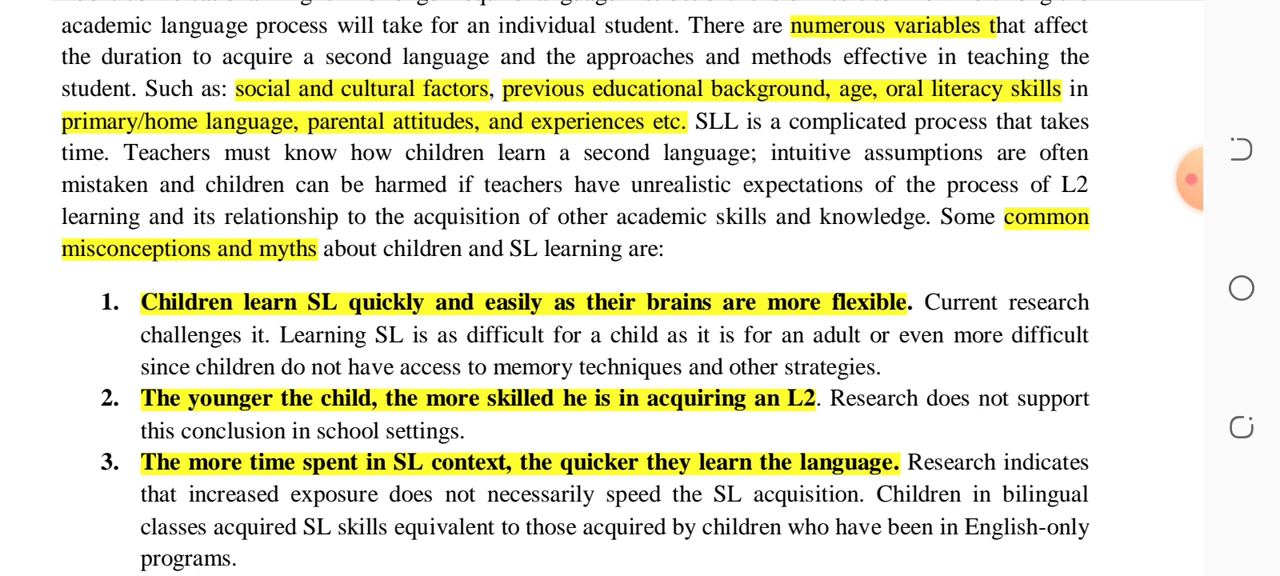 academic language process will take for an individual student. There are numerous variables that affect
the duration to acquire a second language and the approaches and methods effective in teaching the
student. Such as: social and cultural factors, previous educational background, age, oral literacy skills in
primary/home language, parental attitudes, and experiences etc. SLL is a complicated process that takes
time. Teachers must know how children learn a second language; intuitive assumptions are often
mistaken and children can be harmed if teachers have unrealistic expectations of the process of L2
learning and its relationship to the acquisition of other academic skills and knowledge. Some common
misconceptions and myths about children and SL learning are:
1. Children learn SL quickly and easily as their brains are more flexible. Current research
challenges it. Learning SL is as difficult for a child as it is for an adult or even more difficult
since children do not have access to memory techniques and other strategies.
2. The younger the child, the more skilled he is in acquiring an L2. Research does not support
this conclusion in school settings.
3. The more time spent in SL context, the quicker they learn the language. Research indicates
that increased exposure does not necessarily speed the SL acquisition. Children in bilingual
classes acquired SL skills equivalent to those acquired by children who have been in English-only
programs.